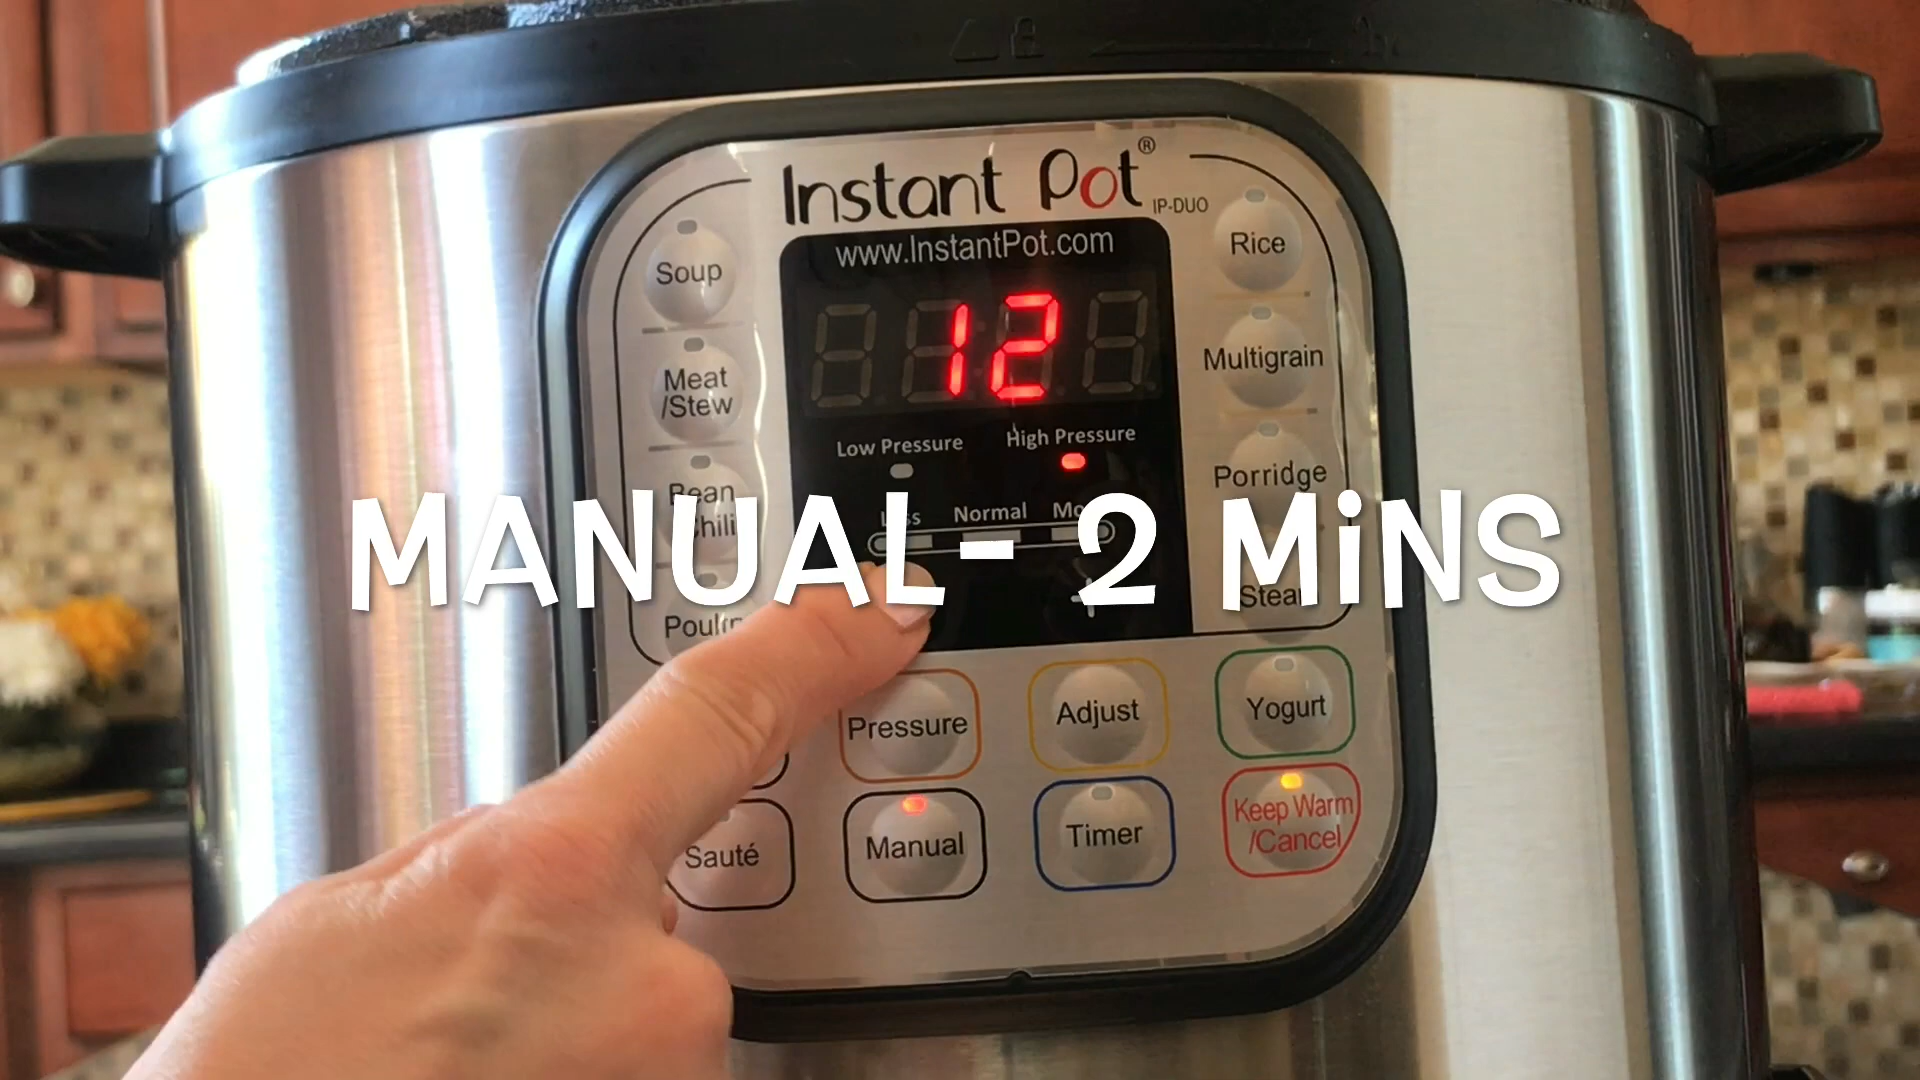 Instant Pot®
IP-DUO
www.InstantPot.com
12
Low Pressure
High Pressure
Normal
Soup
Meat
/Stew
Bean
Rice
Multigrain
Porridge
MANUAL- 2 MiNS
+
Pressure
Adjust
Yogurt
Sauté
Manual
Timer
Keep Warm
/Cancel